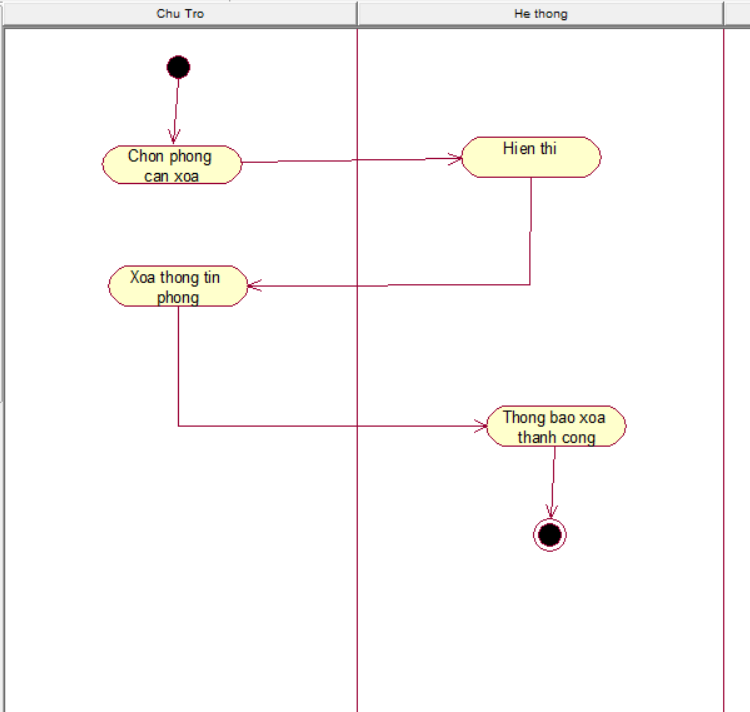 Chu Tro
He thong
Chon phong
can xoa
Hien thi
Xoa thong tin
phong
Thong bao xoa
thanh cong